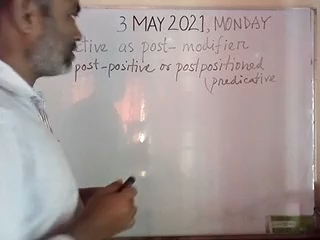 3 MAY 2021, MONDAY
ctive as post-modifier
post-positive or postpositioned
predicative